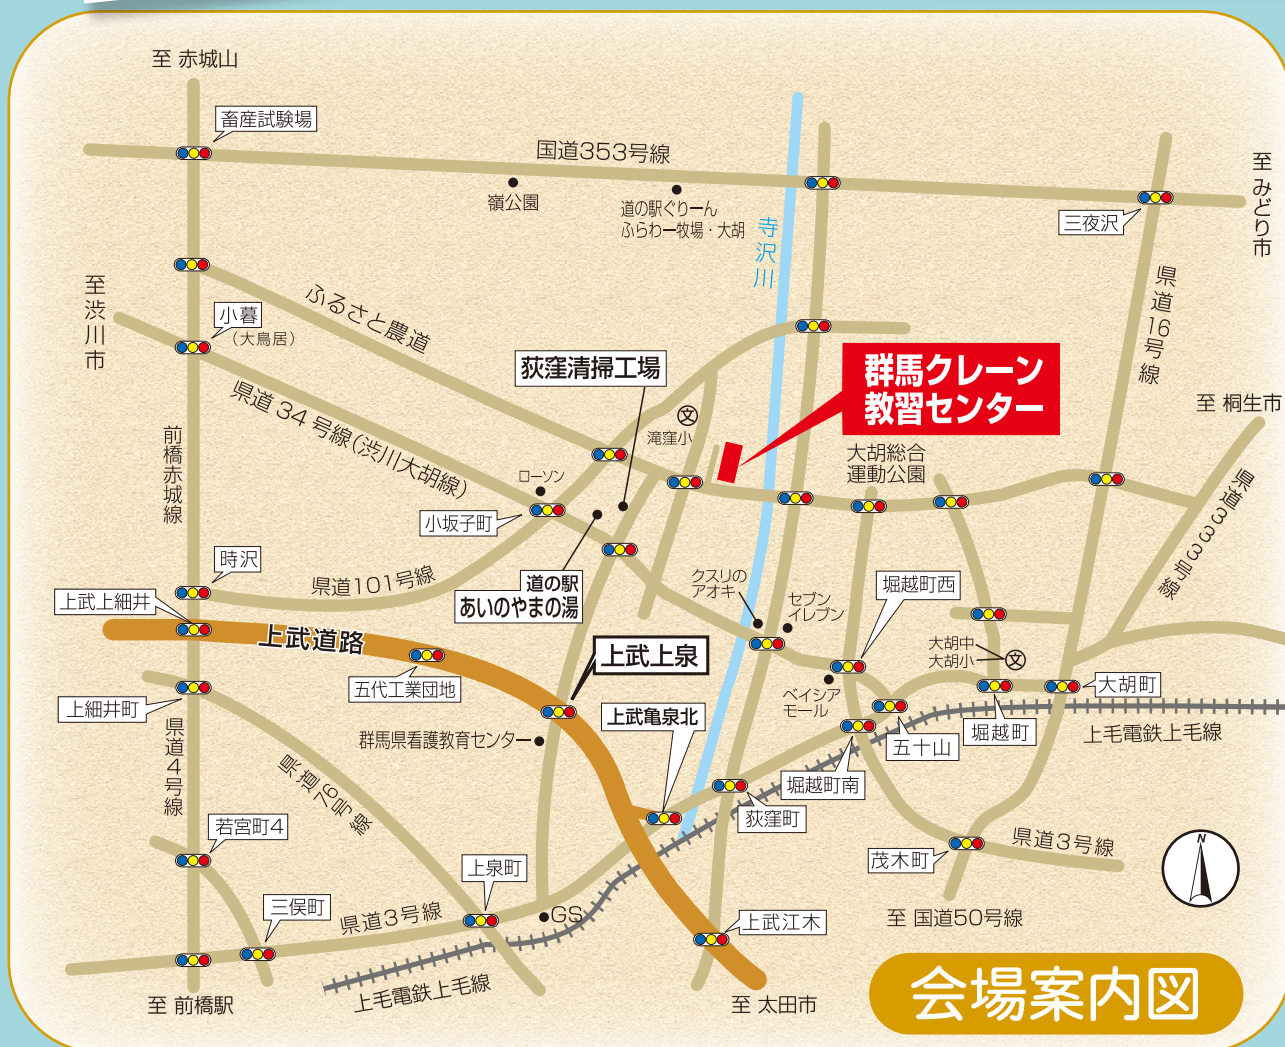 至 赤城山
畜産試験場
国道353号線
嶺公園
道の駅ぐりーん
ふらわー牧場・大胡
寺沢川
三夜沢
至 みどり市
至 渋川市
小暮
(大鳥居)
ふるさと農道
県道16号線
荻窪清掃工場
群馬クレーン
教習センター
至 桐生市
県道34号線(渋川大胡線)
前橋赤城線
滝窪小
文
大胡総合
運動公園
ローソン
小坂子町
県道333号線
時沢
県道101号線
道の駅
あいのやまの湯
クスリの
アオキ
セブン
イレブン
堀越町西
上武上細井
上武道路
五代工業団地
上武上泉
大胡中
大胡小
文
ベイシア
モール
大胡町
上細井町
上武亀泉北
群馬県看護教育センター
堀越町
五十山
上毛電鉄上毛線
県道4号線
県道76号線
堀越町南
荻窪町
若宮町4
上泉町
茂木町
県道3号線
N
三俣町
県道3号線
GS
上武江木
至 国道50号線
至 前橋駅
上毛電鉄上毛線
至 太田市
会場案内図